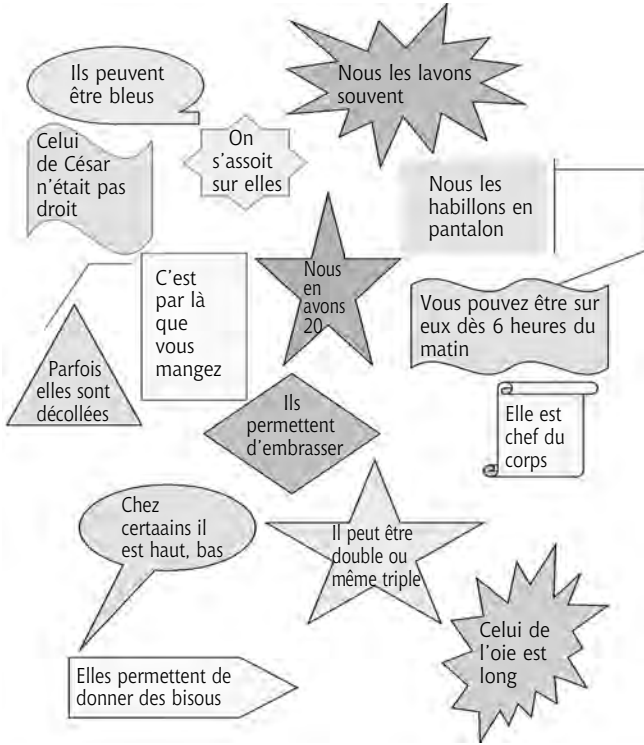 Ils peuvent
être bleus
Nous les lavons
souvent
Celui
de César
n'était pas
droit
On
s'assoit
sur elles
Nous les
habillons en
pantalon
C'est
par là
que
vous
mangez
Nous
en
avons
20
Vous pouvez être sur
eux dès 6 heures du
matin
Parfois
elles sont
décollées
Ils
permettent
d'embrasser
Elle est
chef du
corps
Chez
certaains il
est haut, bas
Il peut être
double ou
même triple
Celui de
l'oie est
long
Elles permettent de
donner des bisous